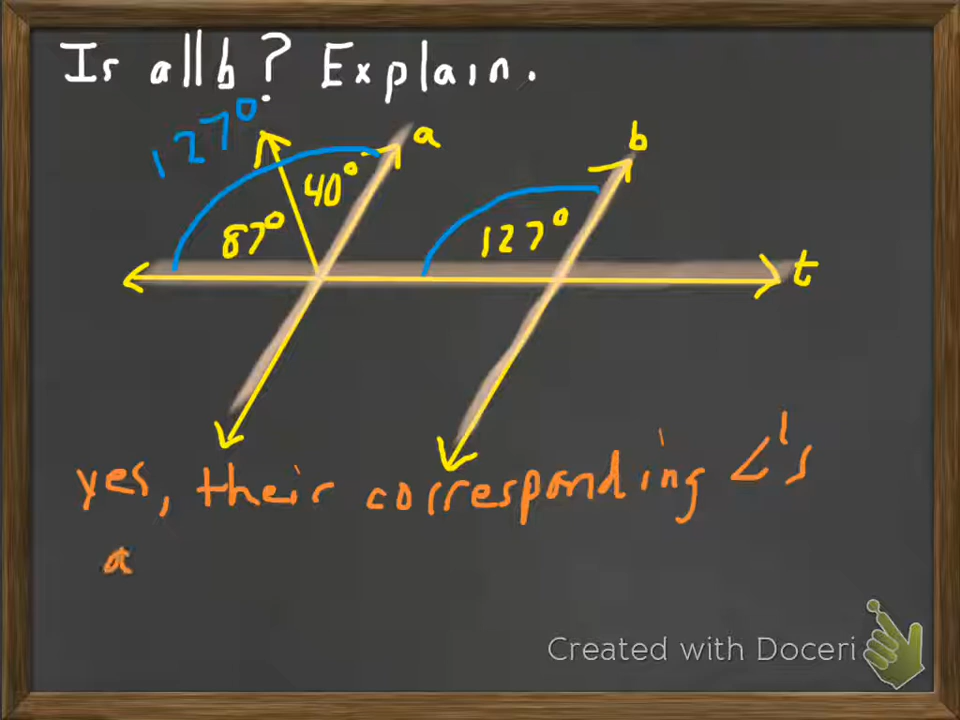 Is a||b? Explain.
127°
a
b
40°
87°
127°
t
yes, their corresponding ∠'s
a
Created with Doceri